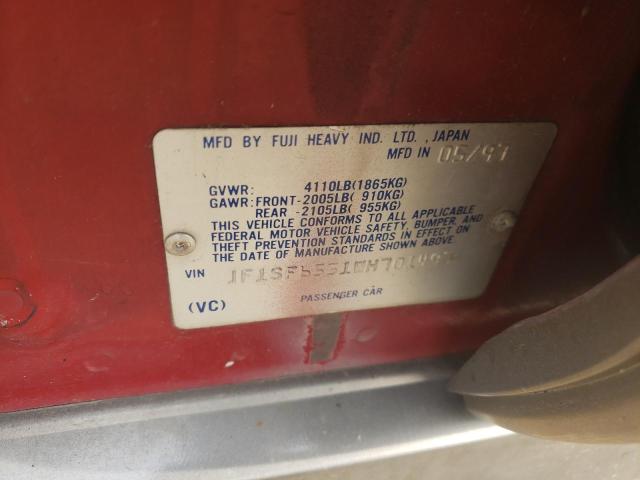 MFD BY FUJI HEAVY IND. LTD., JAPAN
MFD IN 05/97
GVWR: 4110LB(1865KG)
GAWR: FRONT-2005LB( 910KG)
REAR -2105LB( 955KG)
THIS VEHICLE CONFORMS TO ALL APPLICABLE
FEDERAL MOTOR VEHICLE SAFETY, BUMPER, AND
THEFT PREVENTION STANDARDS IN EFFECT ON
THE DATE OF MANUFACTURE SHOWN ABOVE.
VIN
(VC) PASSENGER CAR